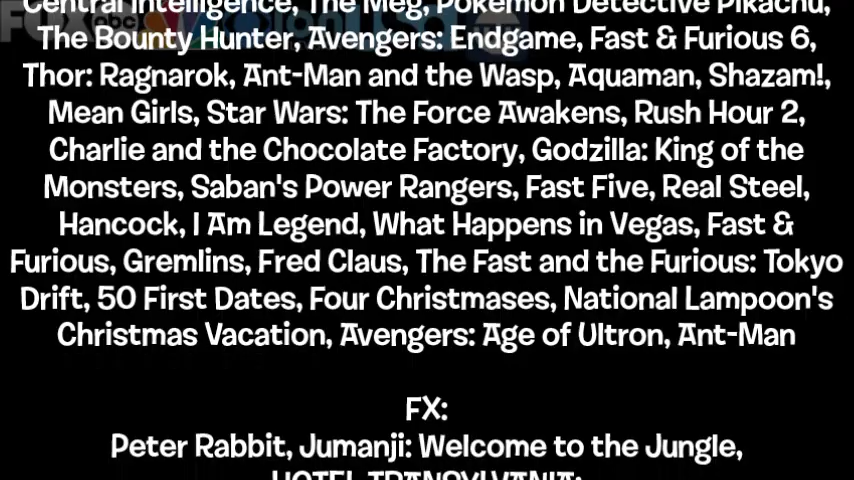 Central Intelligence, The Meg, Pokémon Detective Pikachu,
The Bounty Hunter, Avengers: Endgame, Fast & Furious 6,
Thor: Ragnarok, Ant-Man and the Wasp, Aquaman, Shazam!,
Mean Girls, Star Wars: The Force Awakens, Rush Hour 2,
Charlie and the Chocolate Factory, Godzilla: King of the
Monsters, Saban's Power Rangers, Fast Five, Real Steel,
Hancock, I Am Legend, What Happens in Vegas, Fast &
Furious, Gremlins, Fred Claus, The Fast and the Furious: Tokyo
Drift, 50 First Dates, Four Christmases, National Lampoon's
Christmas Vacation, Avengers: Age of Ultron, Ant-Man
FX:
Peter Rabbit, Jumanji: Welcome to the Jungle,
HOTEL TRANSYLVANIA: